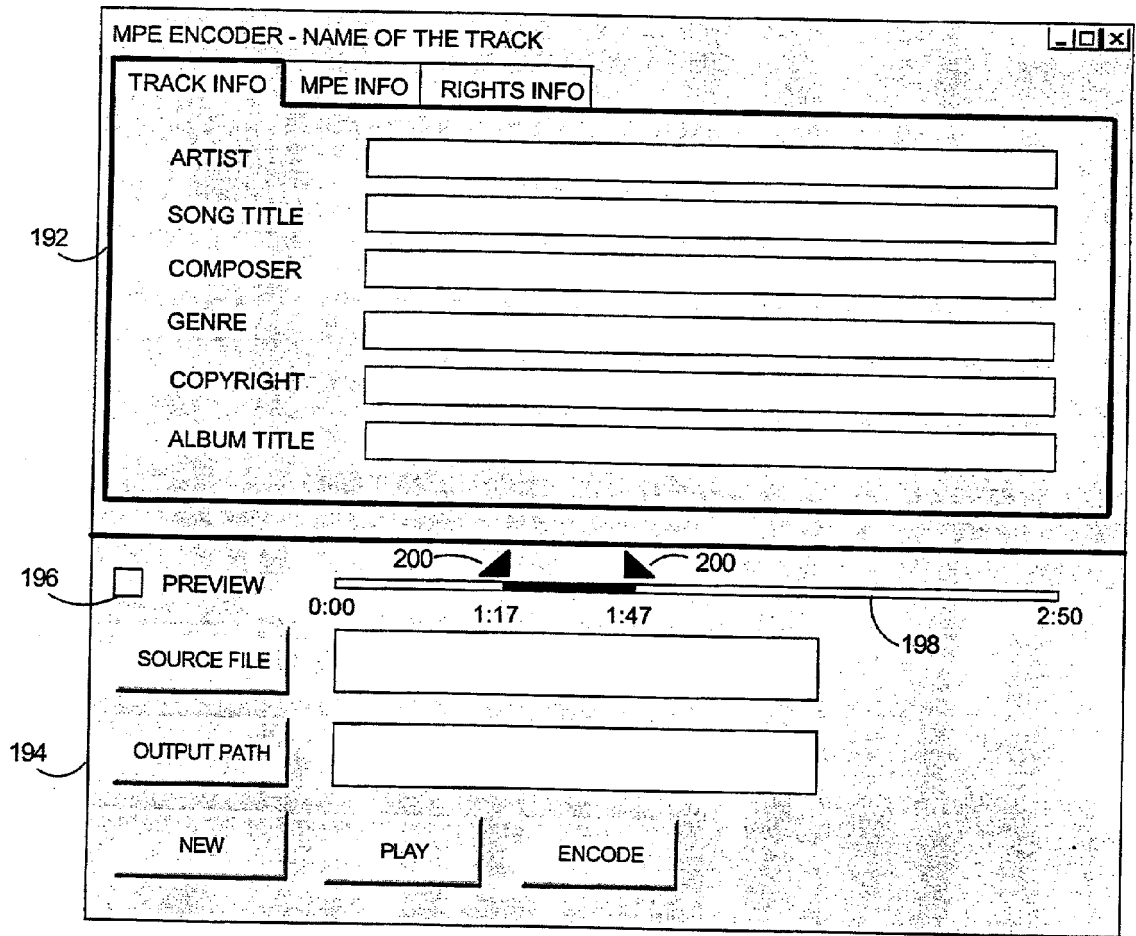 MPE ENCODER - NAME OF THE TRACK
TRACK INFO MPE INFO RIGHTS INFO
ARTIST
SONG TITLE
192
COMPOSER
GENRE
COPYRIGHT
ALBUM TITLE
200 200
196 PREVIEW
0:00 1:17 1:47 2:50
198
SOURCE FILE
194 OUTPUT PATH
NEW PLAY ENCODE